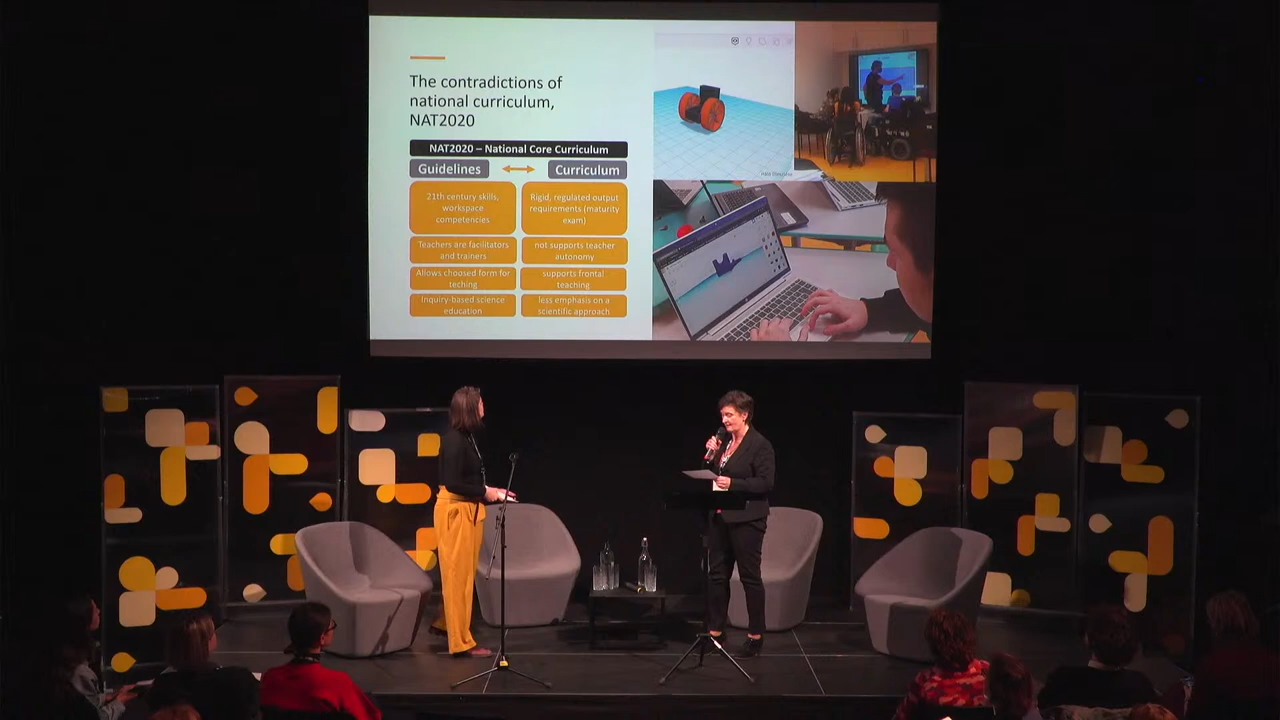 The contradictions of
national curriculum,
NAT2020
NAT2020 – National Core Curriculum
Guidelines
Curriculum
21th century skills,
workspace
competencies
Rigid, regulated output
requirements (maturity
exam)
Teachers are facilitators
and trainers
not supports teacher
autonomy
Allows choosed form for
teching
supports frontal
teaching
Inquiry-based science
education
less emphasis on a
scientific approach